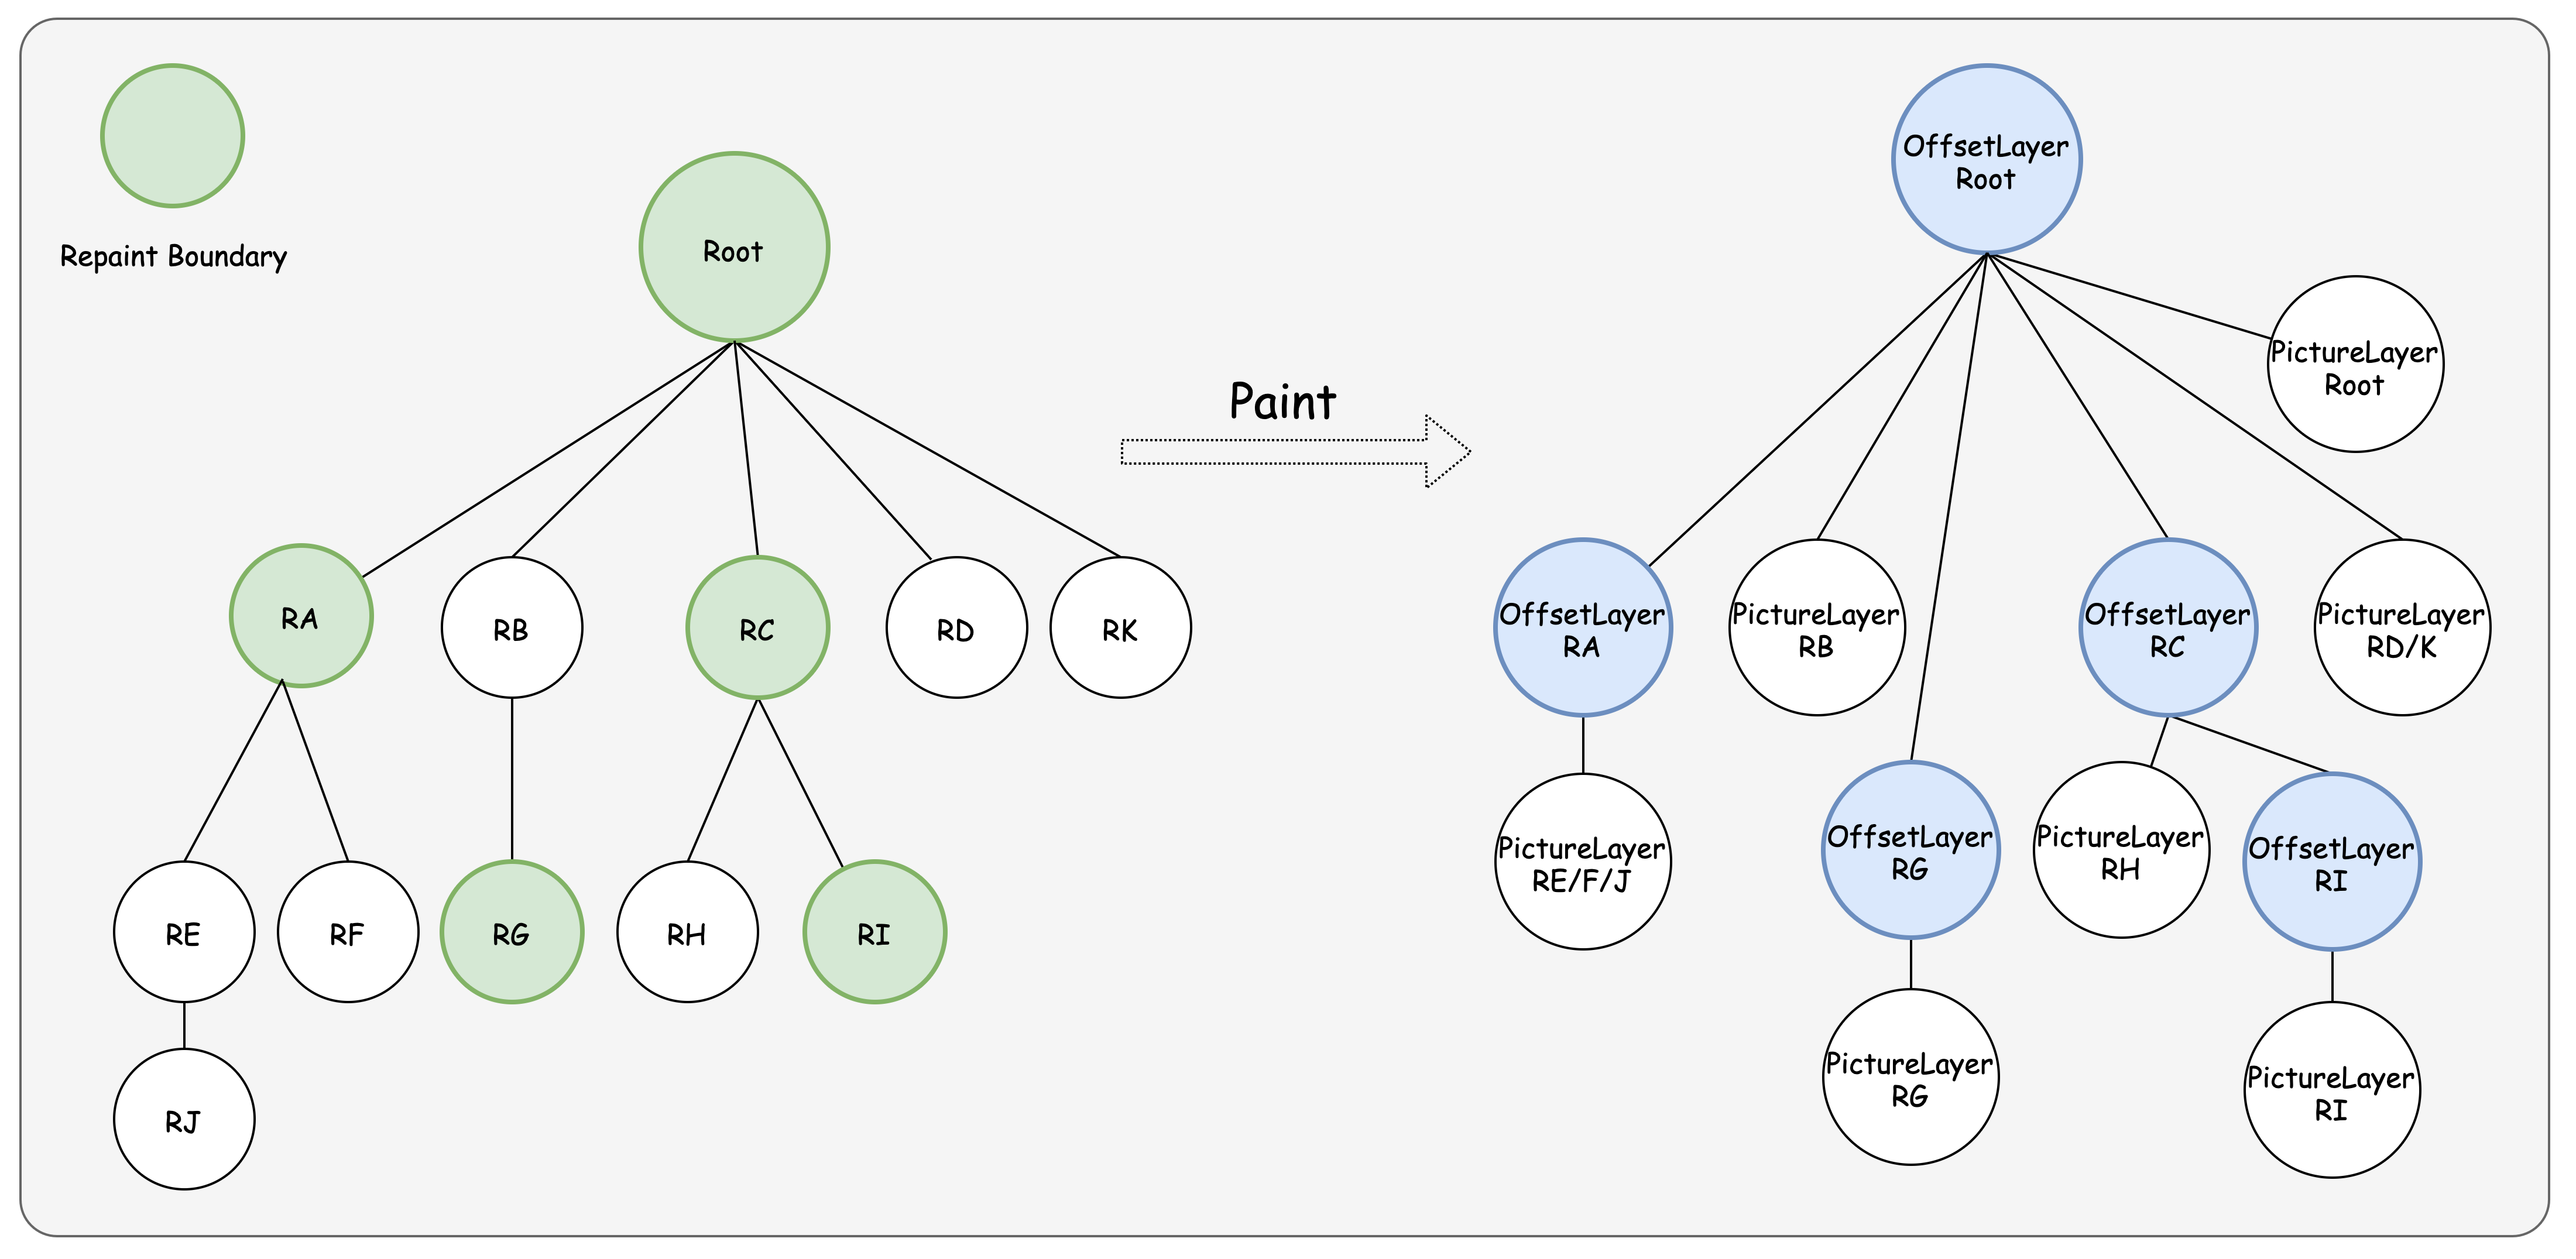 Repaint Boundary
Root
RA
RB
RC
RD
RK
RE
RF
RG
RH
RI
RJ
Paint
OffsetLayer
Root
PictureLayer
Root
OffsetLayer
RA
PictureLayer
RB
OffsetLayer
RC
PictureLayer
RD/K
PictureLayer
RE/F/J
OffsetLayer
RG
PictureLayer
RH
OffsetLayer
RI
PictureLayer
RG
PictureLayer
RI